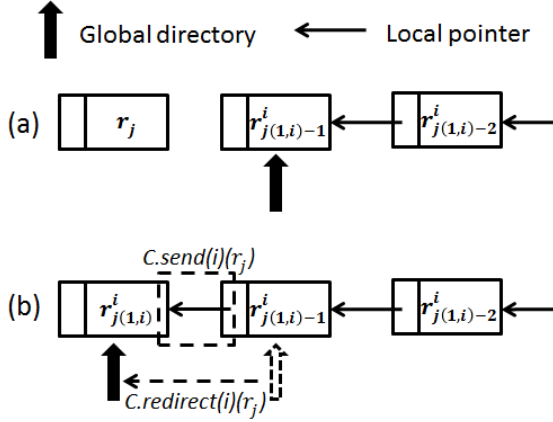 Global directory
Local pointer
(a)
r_j
r^i_{j(1,i)-1}
r^i_{j(1,i)-2}
C.send(i)(r_j)
(b)
r^i_{j(1,i)}
r^i_{j(1,i)-1}
r^i_{j(1,i)-2}
C.redirect(i)(r_j)